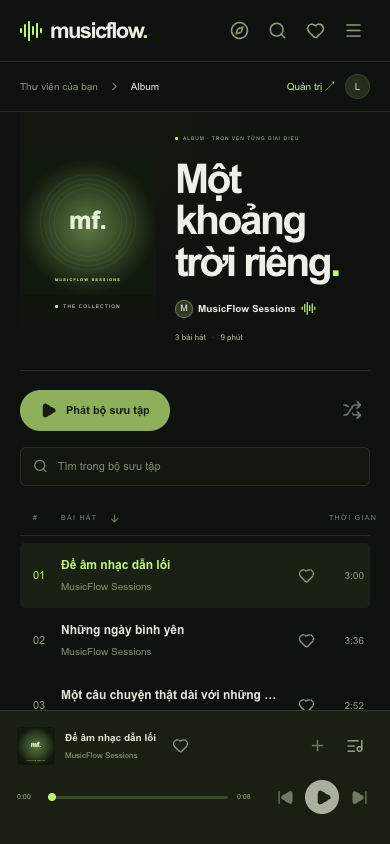 musicflow.
Thư viện của bạn > Album
Quản trị ↗ L
ALBUM · TRỌN VẸN TỪNG GIAI ĐIỆU
Một
khoảng
trời riêng.
mf.
MUSICFLOW SESSIONS
THE COLLECTION
M MusicFlow Sessions
3 bài hát · 9 phút
Phát bộ sưu tập
Tìm trong bộ sưu tập
# BÀI HÁT ↓ THỜI GIAN
01 Để âm nhạc dẫn lối 3:00
MusicFlow Sessions
02 Những ngày bình yên 3:36
MusicFlow Sessions
03 Một câu chuyện thật dài với những ... 2:52
mf.
Để âm nhạc dẫn lối
MusicFlow Sessions
0:00 0:08